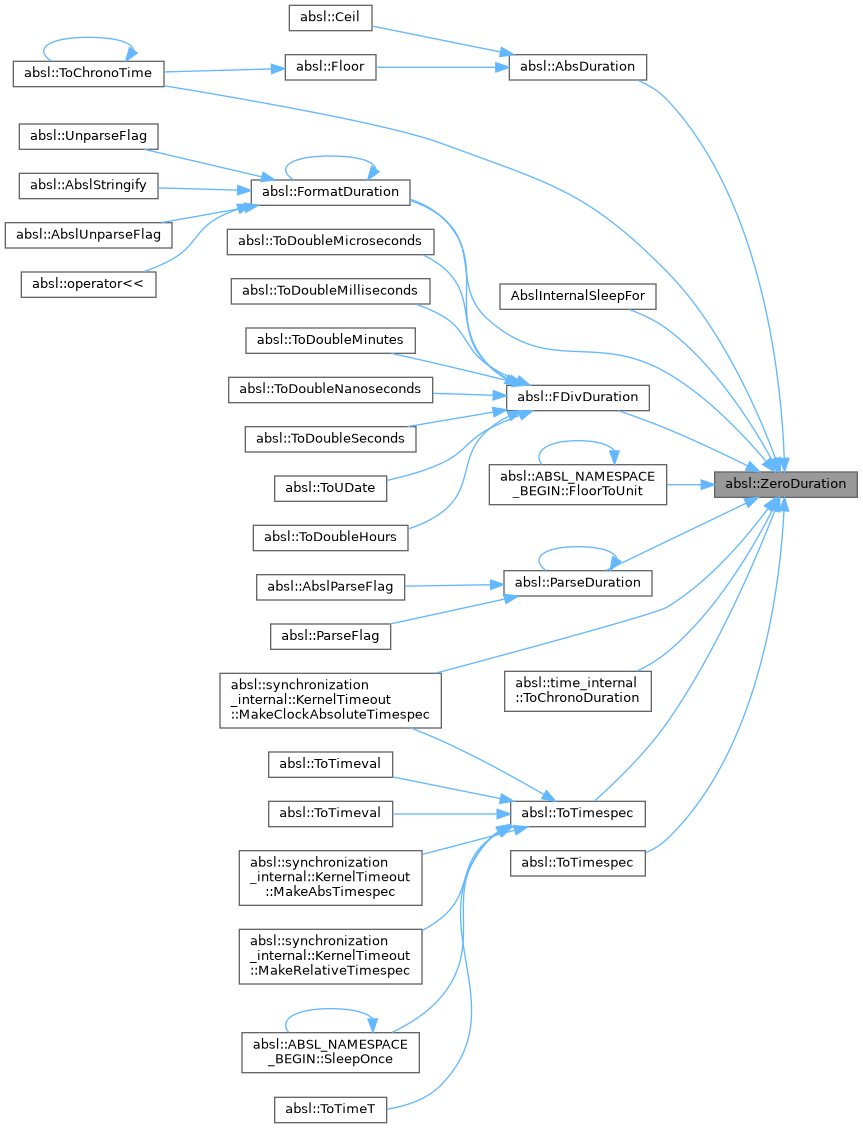 absl::Ceil
absl::ToChronoTime
absl::Floor
absl::AbsDuration
absl::UnparseFlag
absl::AbslStringify
absl::FormatDuration
absl::AbslUnparseFlag
absl::ToDoubleMicroseconds
absl::operator<<
absl::ToDoubleMilliseconds
AbslInternalSleepFor
absl::ToDoubleMinutes
absl::ToDoubleNanoseconds
absl::FDivDuration
absl::ToDoubleSeconds
absl::ToUDate
absl::ABSL_NAMESPACE
_BEGIN::FloorToUnit
absl::ZeroDuration
absl::ToDoubleHours
absl::AbslParseFlag
absl::ParseDuration
absl::ParseFlag
absl::synchronization
_internal::KernelTimeout
::MakeClockAbsoluteTimespec
absl::time_internal
::ToChronoDuration
absl::ToTimeval
absl::ToTimeval
absl::ToTimespec
absl::synchronization
_internal::KernelTimeout
::MakeAbsTimespec
absl::ToTimespec
absl::synchronization
_internal::KernelTimeout
::MakeRelativeTimespec
absl::ABSL_NAMESPACE
_BEGIN::SleepOnce
absl::ToTimeT